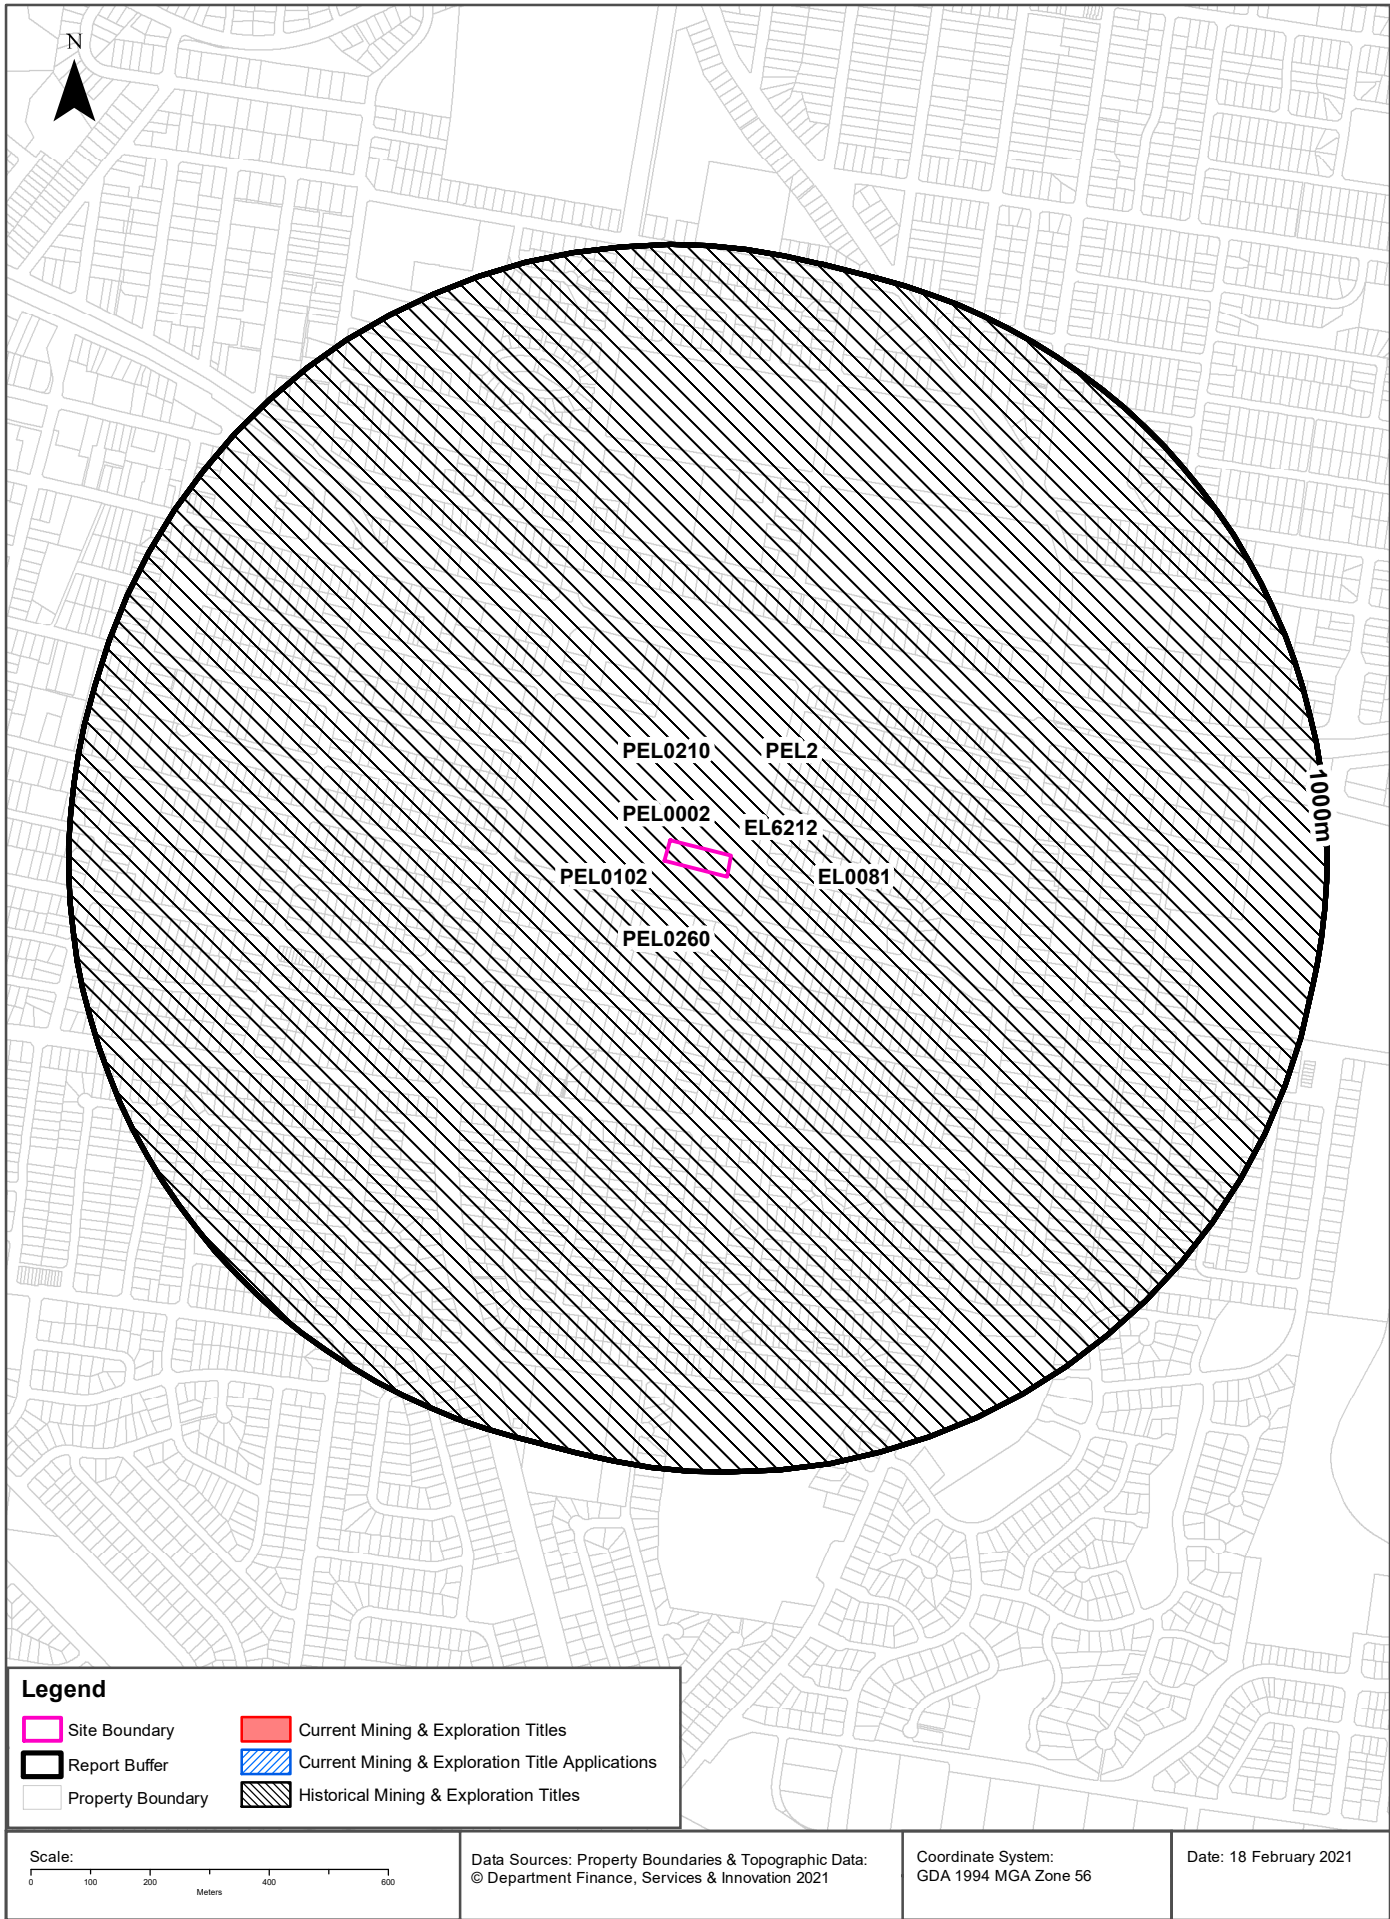 N
PEL0210
PEL2
PEL0002
EL6212
PEL0102
EL0081
PEL0260
1000m
Legend
Site Boundary
Report Buffer
Property Boundary
Current Mining & Exploration Titles
Current Mining & Exploration Title Applications
Historical Mining & Exploration Titles
Scale:
0 100 200 400 600
Meters
Data Sources: Property Boundaries & Topographic Data:
© Department Finance, Services & Innovation 2021
Coordinate System:
GDA 1994 MGA Zone 56
Date: 18 February 2021